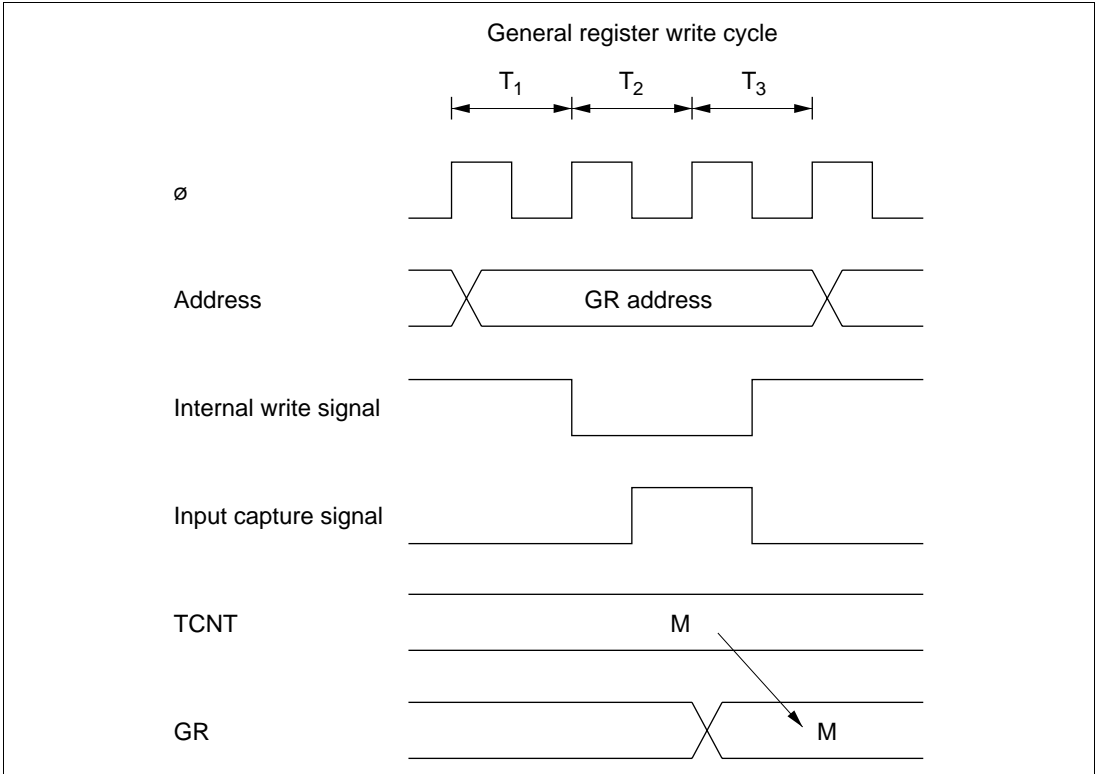 General register write cycle
T1 T2 T3
ø
Address GR address
Internal write signal
Input capture signal
TCNT M
GR M